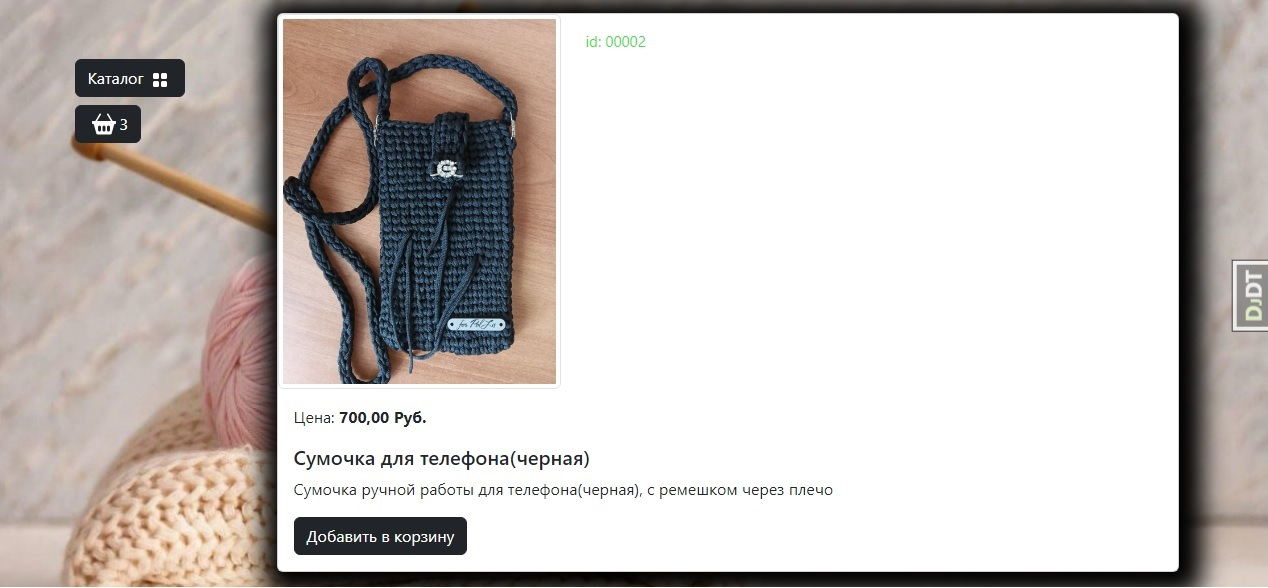 Каталог
3
id: 00002
Цена: 700,00 Руб.
Сумочка для телефона(черная)
Сумочка ручной работы для телефона(черная), с ремешком через плечо
Добавить в корзину
DJDT